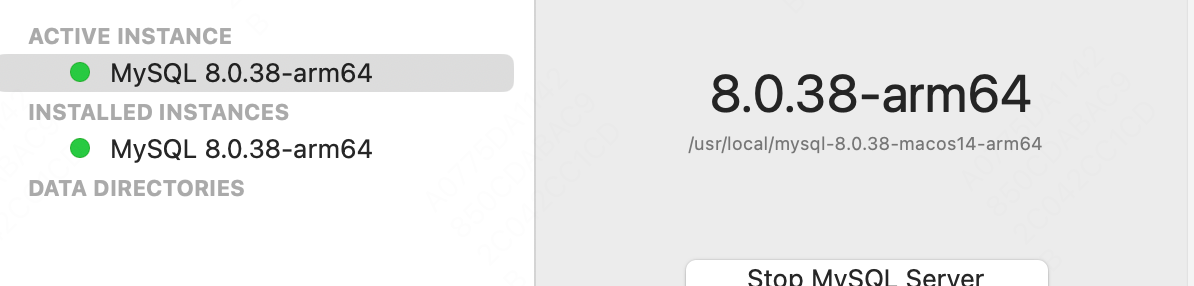 ACTIVE INSTANCE
MySQL 8.0.38-arm64
INSTALLED INSTANCES
MySQL 8.0.38-arm64
DATA DIRECTORIES
8.0.38-arm64
/usr/local/mysql-8.0.38-macos14-arm64
Stop MySQL Server